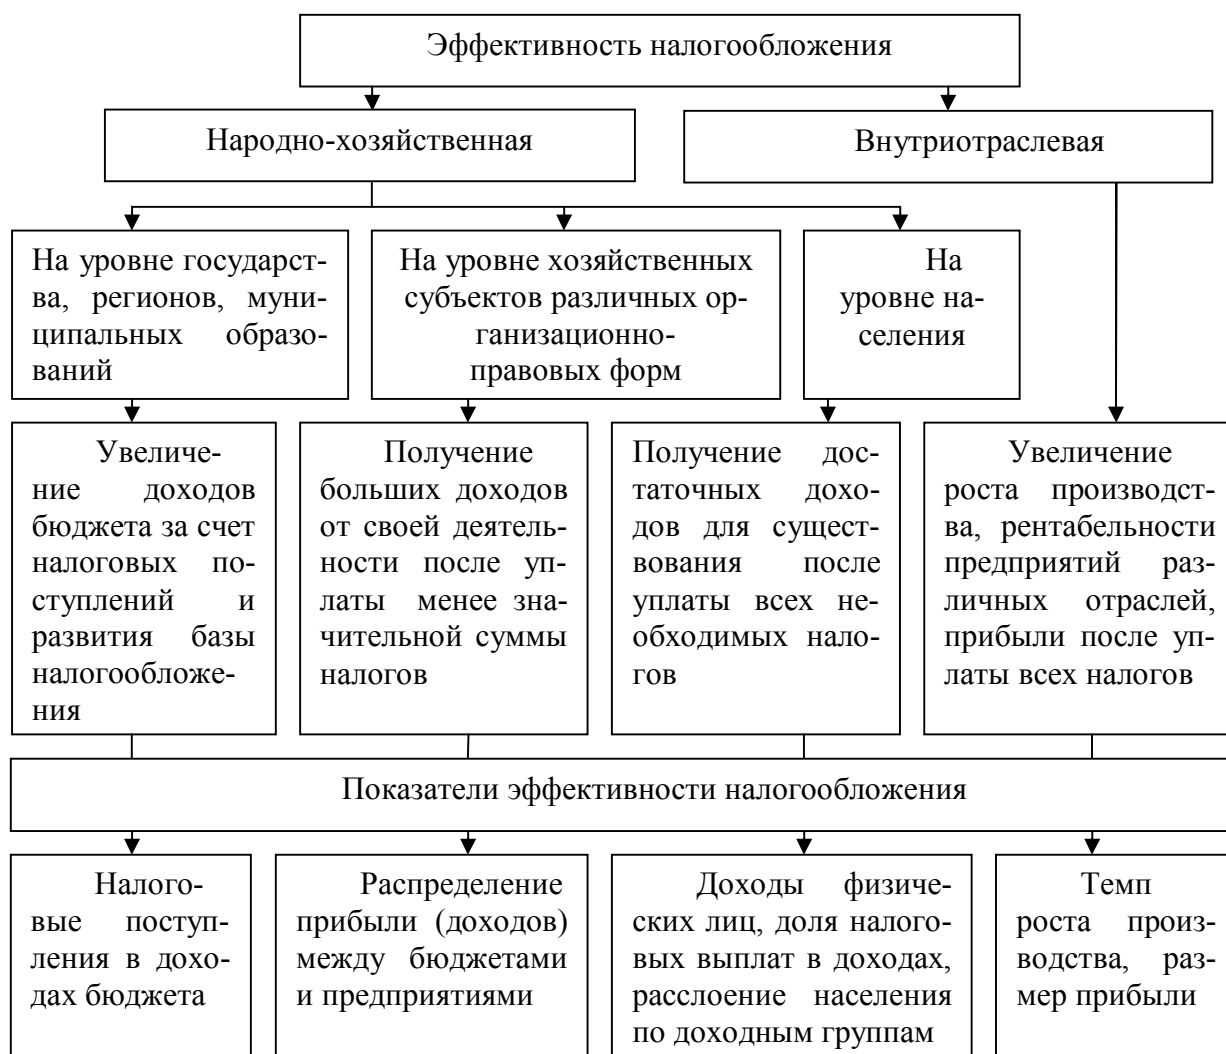 Эффективность налогообложения
Народно-хозяйственная
Внутриотраслевая
На уровне государст-
ва, регионов, муни-
ципальных образо-
ваний
На уровне хозяйственных
субъектов различных ор-
ганизационно-
правовых форм
На
уровне на-
селения
Увеличе-
ние доходов
бюджета за счет
налоговых по-
ступлений и
развития базы
налогообложе-
ния
Получение
больших доходов
от своей деятель-
ности после уп-
латы менее зна-
чительной суммы
налогов
Получение дос-
таточных дохо-
дов для сущест-
вования после
уплаты всех не-
обходимых нало-
гов
Увеличение
роста производст-
ва, рентабельности
предприятий раз-
личных отраслей,
прибыли после уп-
латы всех налогов
Показатели эффективности налогообложения
Налого-
вые поступ-
ления в дохо-
дах бюджета
Распределение
прибыли (доходов)
между бюджетами
и предприятиями
Доходы физиче-
ских лиц, доля налого-
вых выплат в доходах,
расслоение населения
по доходным группам
Темп
роста произ-
водства, раз-
мер прибыли